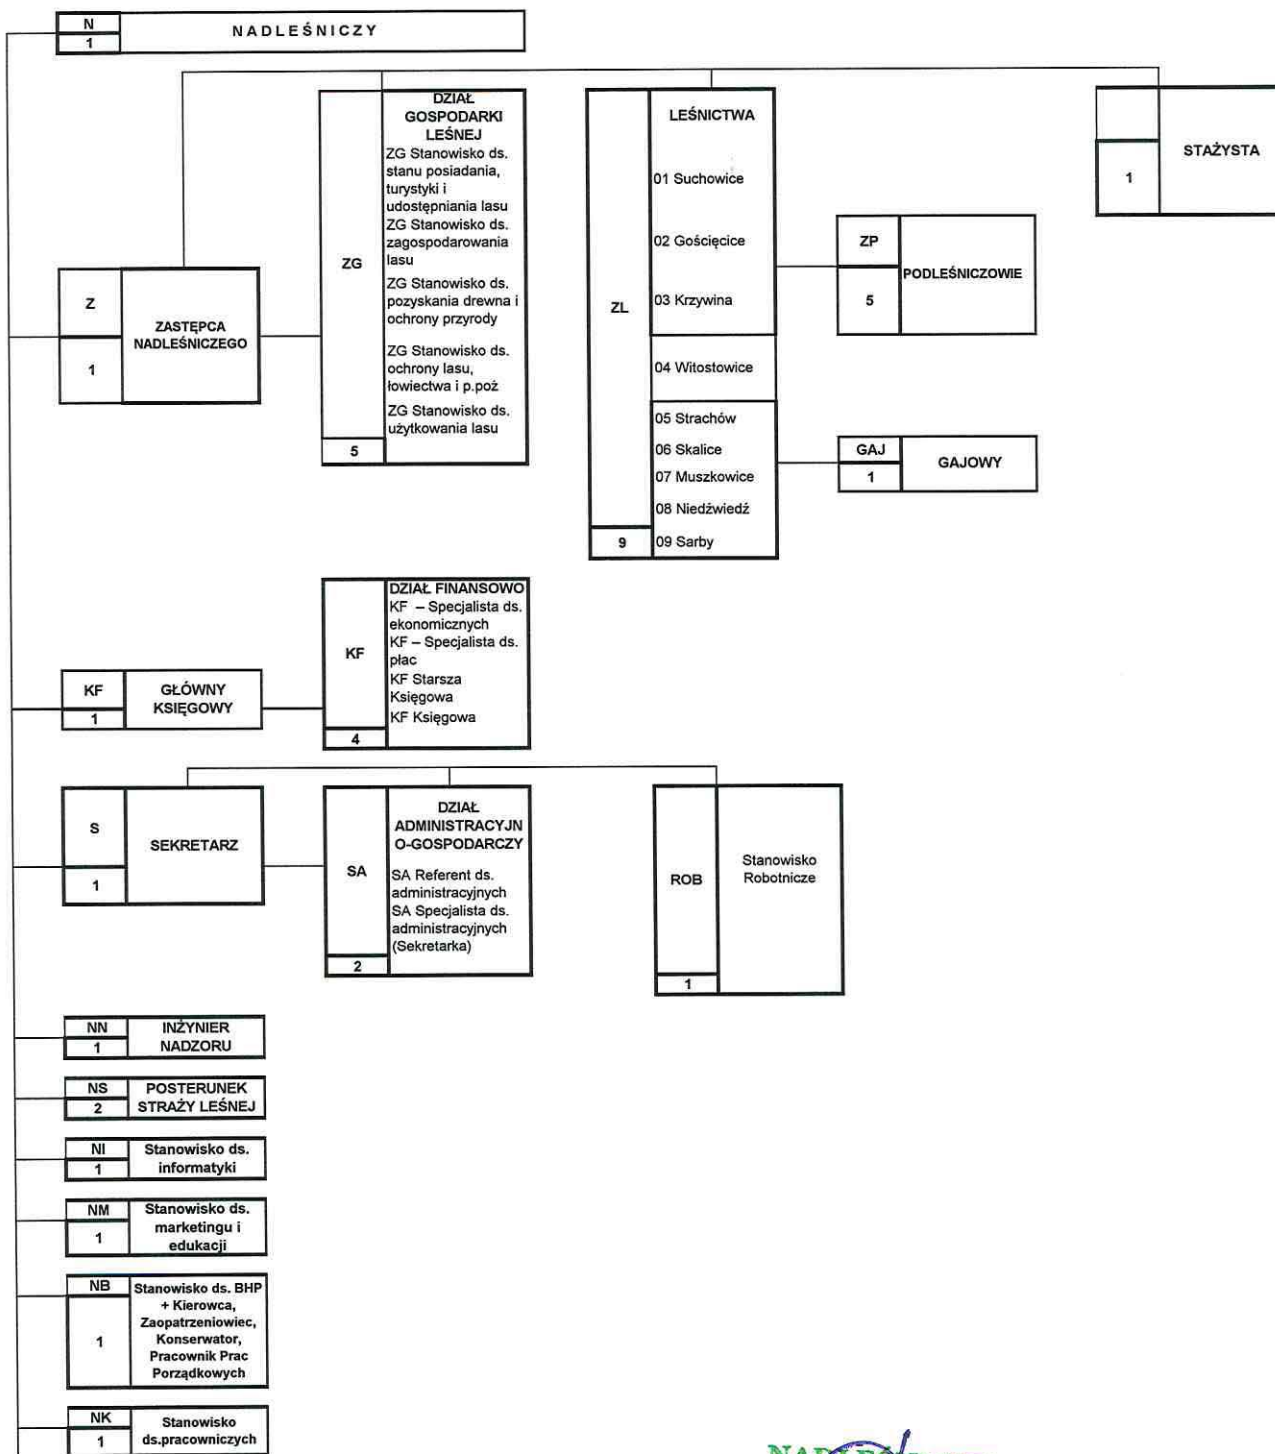 N
1
NADLEŚNICZY
Z
1
ZASTĘPCA
NADLEŚNICZEGO
ZG
5
DZIAŁ
GOSPODARKI
LEŚNEJ
ZG Stanowisko ds.
stanu posiadania,
turystyki i
udostępniania lasu
ZG Stanowisko ds.
zagospodarowania
lasu
ZG Stanowisko ds.
pozyskania drewna i
ochrony przyrody
ZG Stanowisko ds.
ochrony lasu,
łowiectwa i p.poż
ZG Stanowisko ds.
użytkowania lasu
ZL
9
LEŚNICTWA
01 Suchowice
02 Gościęcice
03 Krzywina
04 Witostowice
05 Strachów
06 Skalice
07 Muszkowice
08 Niedźwiedź
09 Sarby
ZP
5
PODLEŚNICZOWIE
GAJ
1
GAJOWY
1
STAŻYSTA
KF
1
GŁÓWNY
KSIĘGOWY
KF
4
DZIAŁ FINANSOWO
KF – Specjalista ds.
ekonomicznych
KF – Specjalista ds.
płac
KF Starsza
Księgowa
KF Księgowa
S
1
SEKRETARZ
SA
2
DZIAŁ
ADMINISTRACYJN
O-GOSPODARCZY
SA Referent ds.
administracyjnych
SA Specjalista ds.
administracyjnych
(Sekretarka)
ROB
1
Stanowisko
Robotnicze
NN
1
INŻYNIER
NADZORU
NS
2
POSTERUNEK
STRAŻY LEŚNEJ
NI
1
Stanowisko ds.
informatyki
NM
1
Stanowisko ds.
marketingu i
edukacji
NB
1
Stanowisko ds. BHP
+ Kierowca,
Zaopatrzeniowiec,
Konserwator,
Pracownik Prac
Porządkowych
NK
1
Stanowisko
ds.pracowniczych